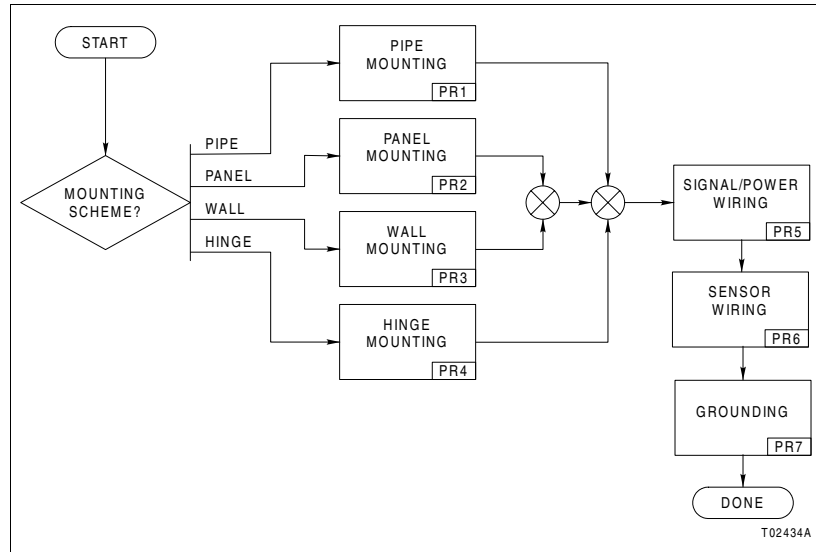 START
MOUNTING
SCHEME?
PIPE
PANEL
WALL
HINGE
PIPE
MOUNTING
PR1
PANEL
MOUNTING
PR2
WALL
MOUNTING
PR3
HINGE
MOUNTING
PR4
SIGNAL/POWER
WIRING
PR5
SENSOR
WIRING
PR6
GROUNDING
PR7
DONE
T02434A